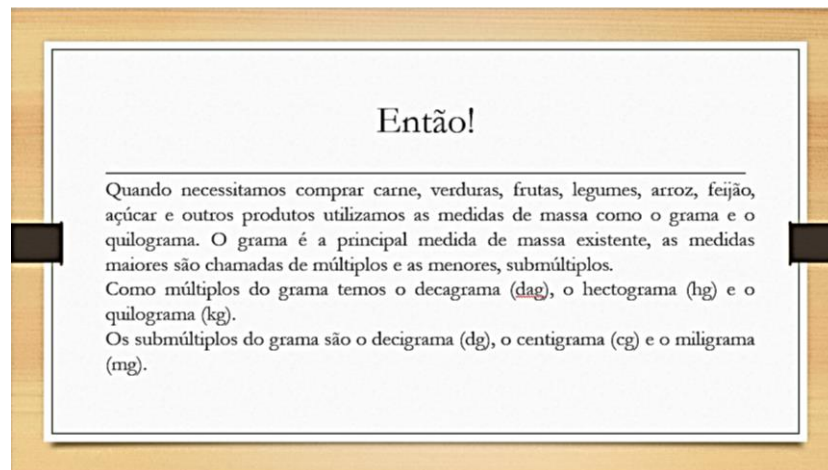 Então!
Quando necessitamos comprar carne, verduras, frutas, legumes, arroz, feijão,
açúcar e outros produtos utilizamos as medidas de massa como o grama e o
quilograma. O grama é a principal medida de massa existente, as medidas
maiores são chamadas de múltiplos e as menores, submúltiplos.
Como múltiplos do grama temos o decagrama (dag), o hectograma (hg) e o
quilograma (kg).
Os submúltiplos do grama são o decigrama (dg), o centigrama (cg) e o miligrama
(mg).